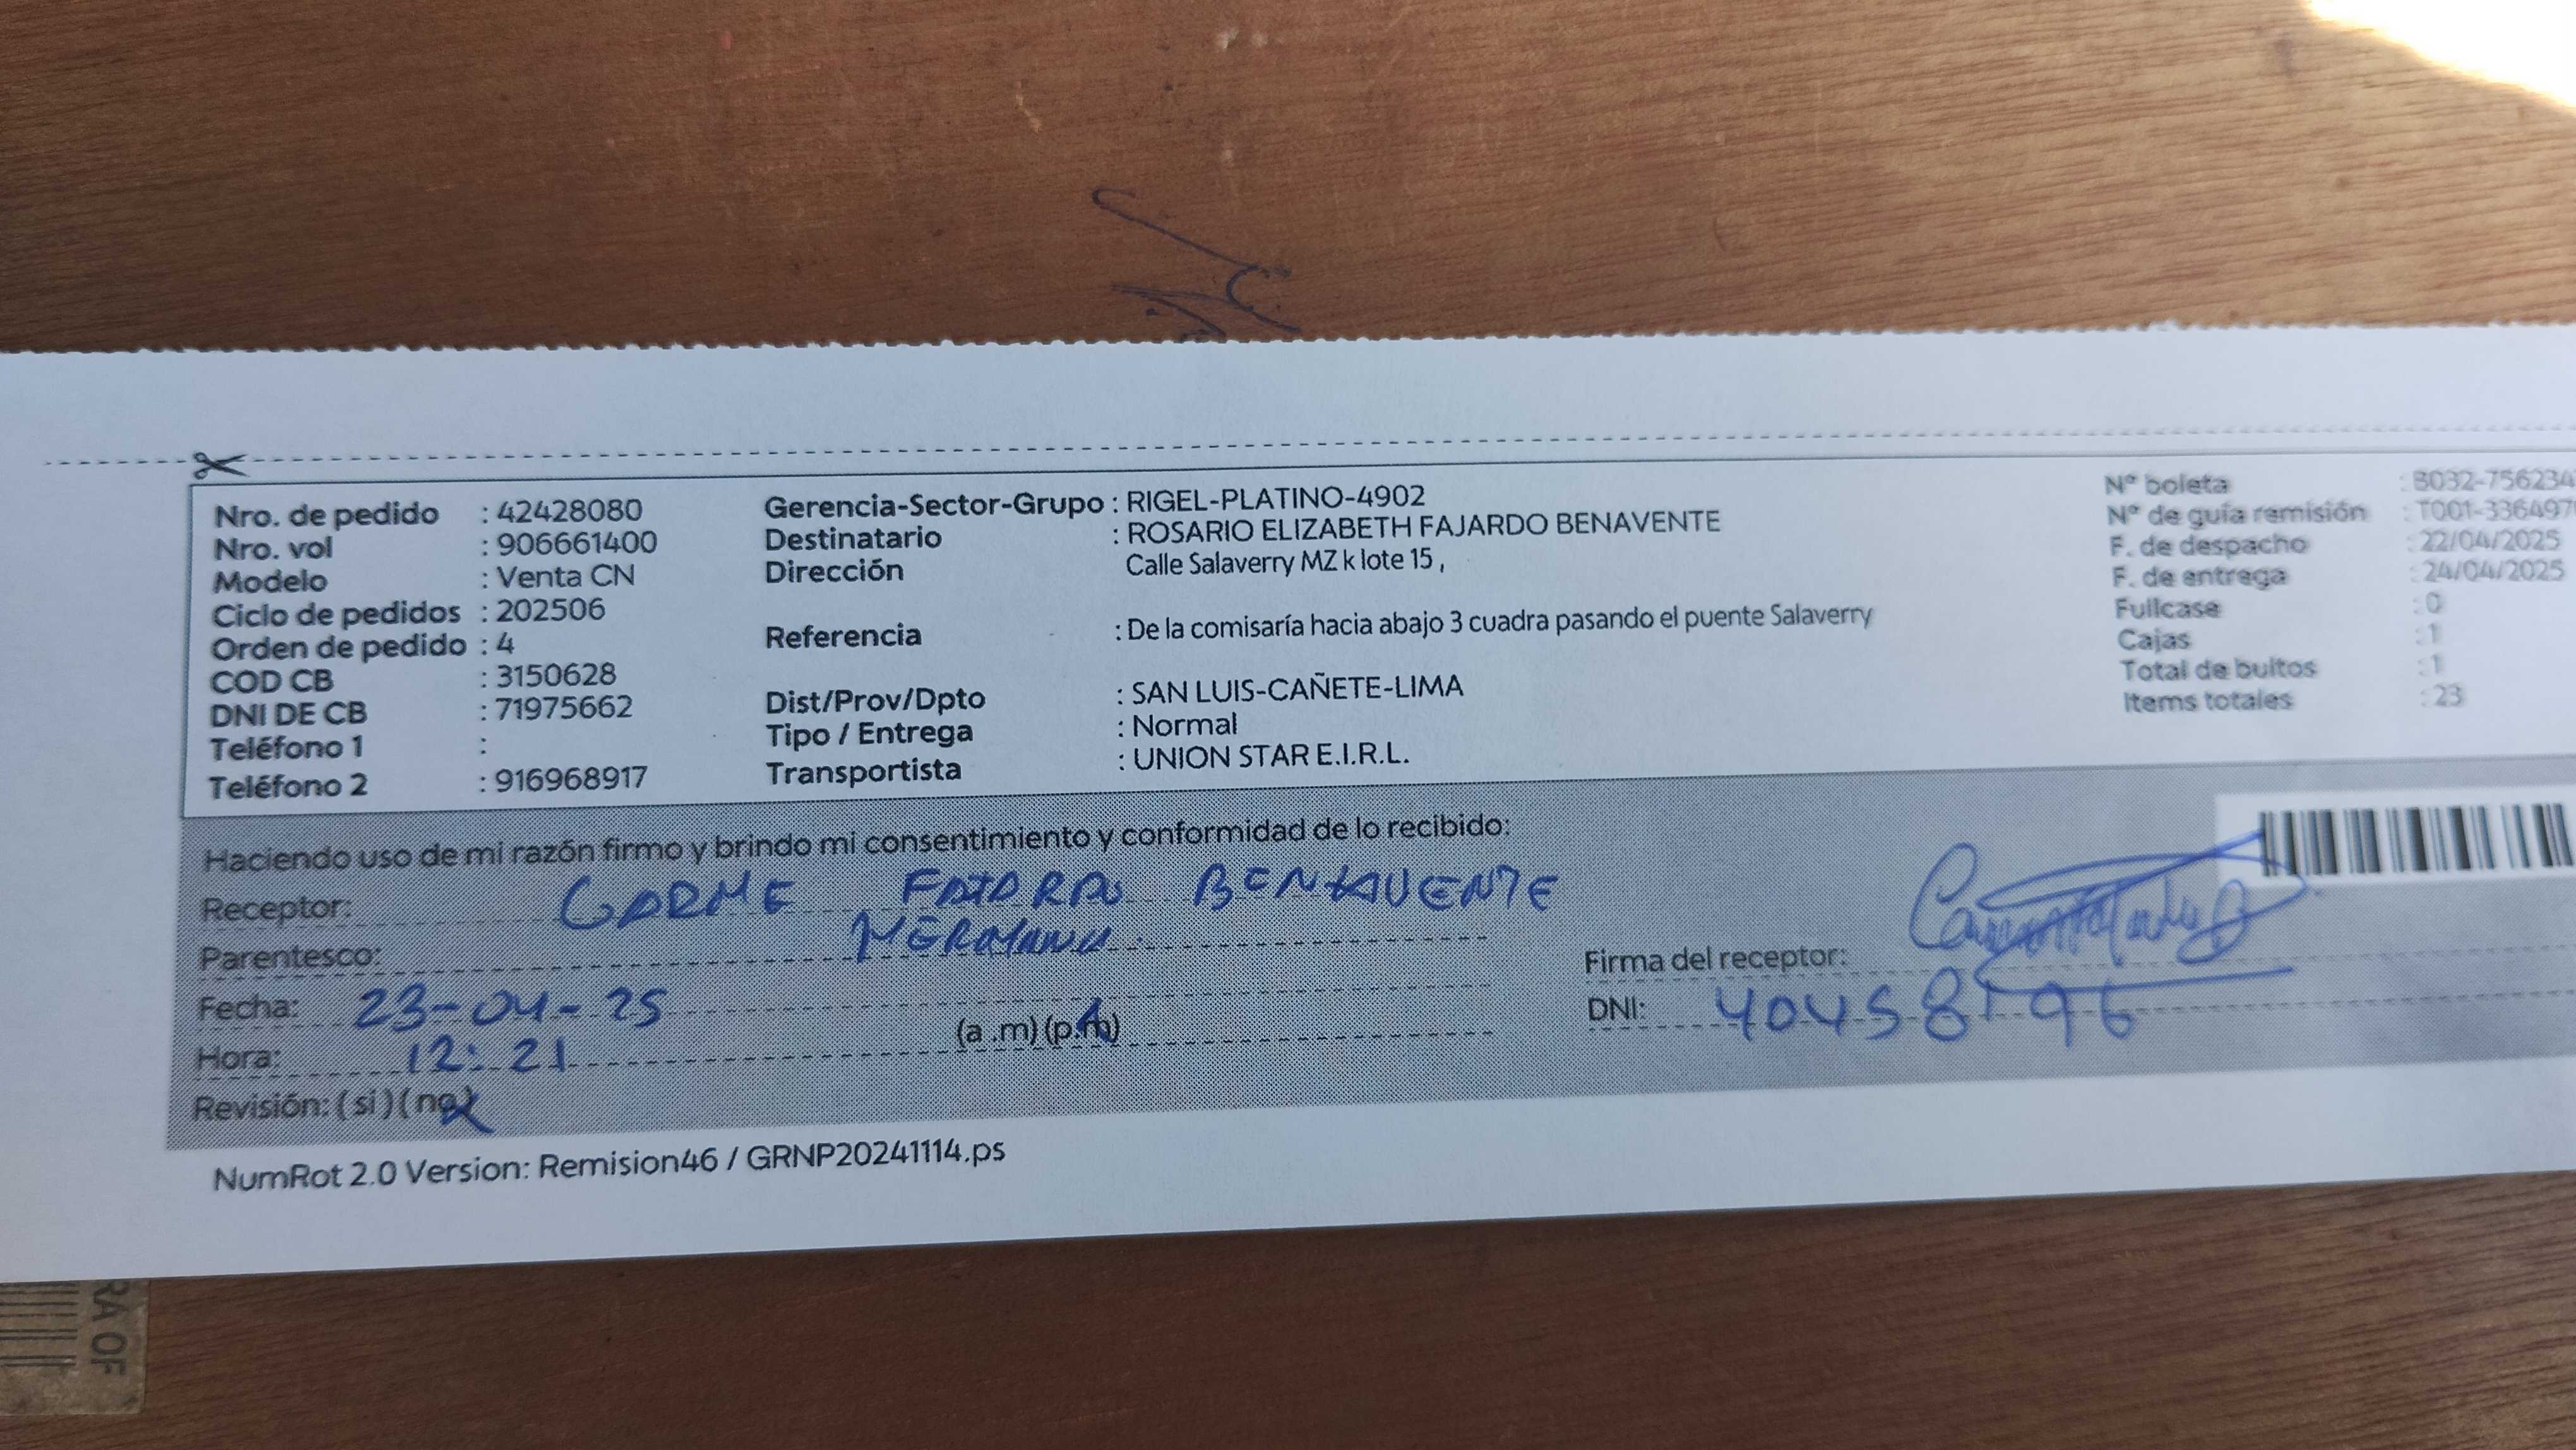 Nro. de pedido : 42428080
Nro. vol : 906661400
Modelo : Venta CN
Ciclo de pedidos : 202506
Orden de pedido : 4
COD CB : 3150628
DNI DE CB : 71975662
Teléfono 1 :
Teléfono 2 : 916968917
Gerencia-Sector-Grupo : RIGEL-PLATINO-4902
Destinatario : ROSARIO ELIZABETH FAJARDO BENAVENTE
Dirección Calle Salaverry MZ k lote 15 ,
Referencia : De la comisaría hacia abajo 3 cuadra pasando el puente Salaverry
Dist/Prov/Dpto : SAN LUIS-CAÑETE-LIMA
Tipo / Entrega : Normal
Transportista : UNION STAR E.I.R.L.
N° boleta : B032-756234
N° de guía remisión : T001-336497
F. de despacho : 22/04/2025
F. de entrega : 24/04/2025
Fullcase : 0
Cajas : 1
Total de bultos : 1
Items totales : 23
Haciendo uso de mi razón firmo y brindo mi consentimiento y conformidad de lo recibido:
Receptor: BENAVENTE
Parentesco: HERMANA
Fecha: 23-04-25
Hora: 12:21 (a .m) (p.m)
Revisión: ( si ) ( no )
Firma del receptor:
DNI: 40458196
NumRot 2.0 Version: Remision46 / GRNP20241114.ps
RA OF